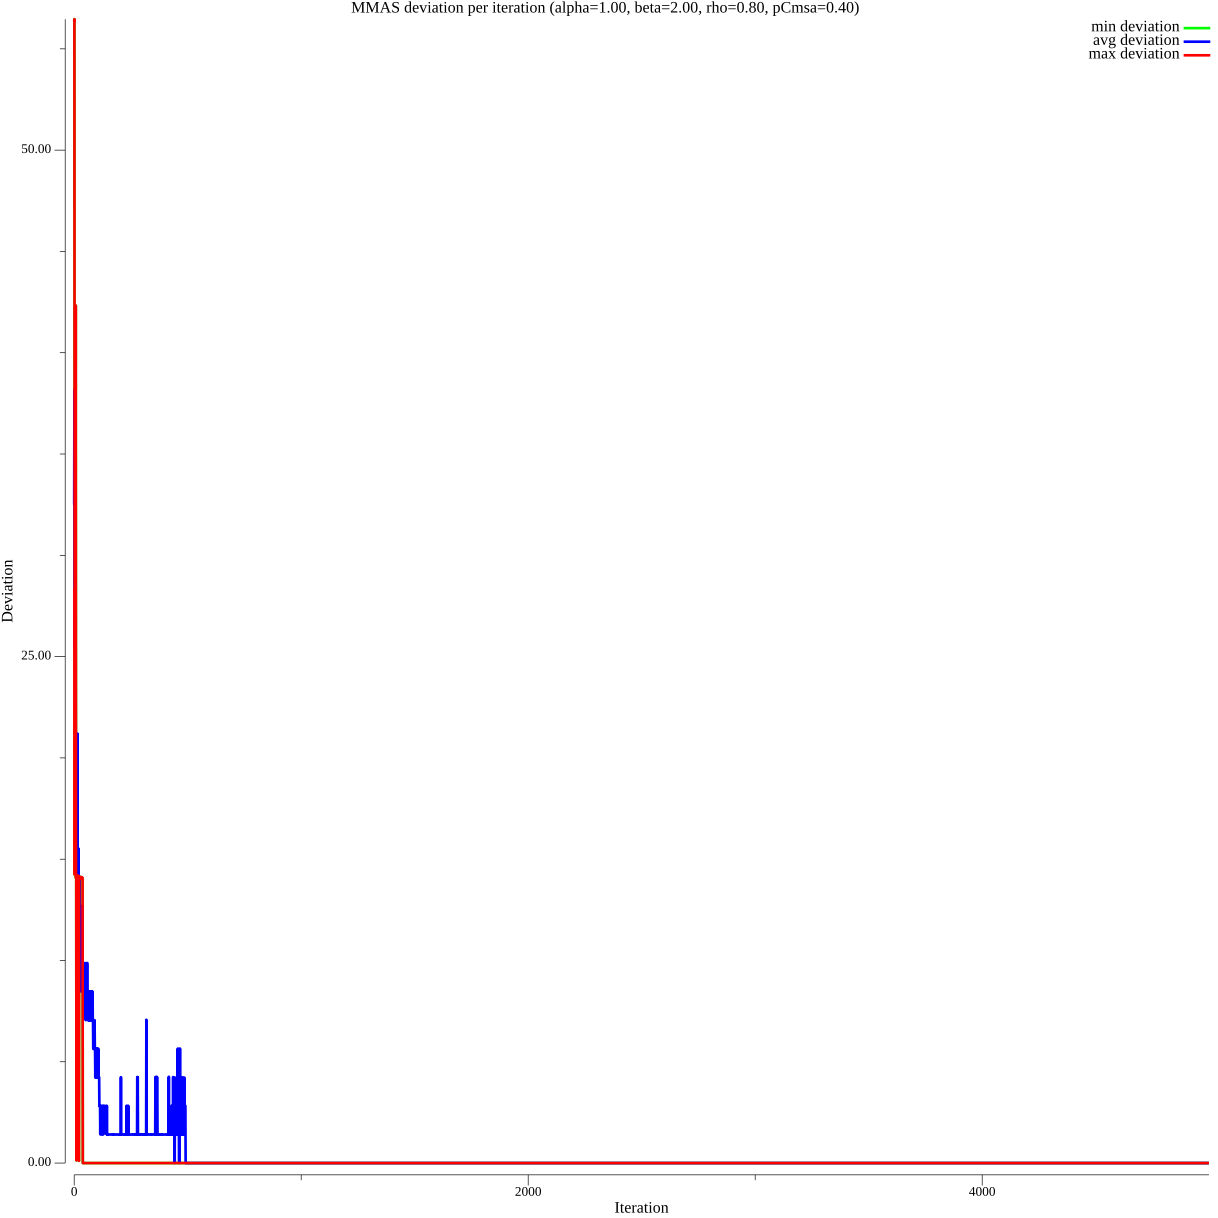 MMAS deviation per iteration (alpha=1.00, beta=2.00, rho=0.80, pCmsa=0.40)
min deviation
avg deviation
max deviation
50.00
25.00
0.00
Deviation
0
2000
4000
Iteration